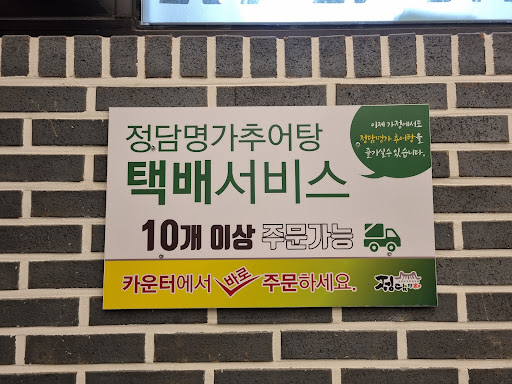 정담명가추어탕
택배서비스
10개 이상 주문가능
이제 가정에서도
정담명가 추어탕을
즐기실수 있습니다.
카운터에서 바로 주문하세요.
정담